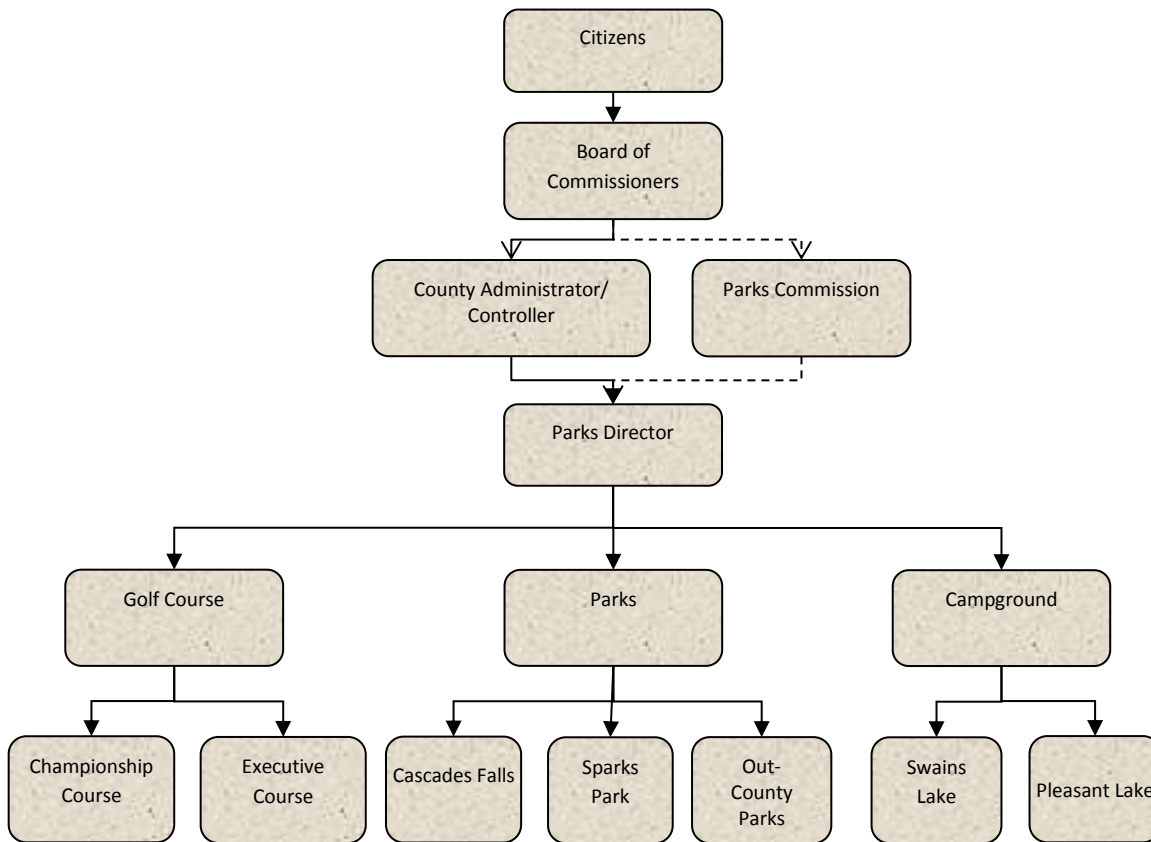 Citizens
Board of
Commissioners
County Administrator/
Controller
Parks Commission
Parks Director
Golf Course
Parks
Campground
Championship
Course
Executive
Course
Cascades Falls
Sparks
Park
Out-
County
Parks
Swains
Lake
Pleasant Lake